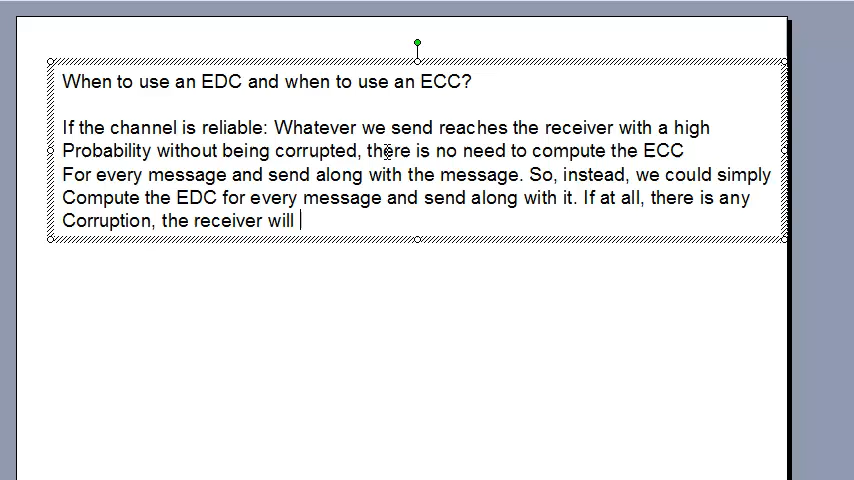 When to use an EDC and when to use an ECC?
If the channel is reliable: Whatever we send reaches the receiver with a high
Probability without being corrupted, there is no need to compute the ECC
For every message and send along with the message. So, instead, we could simply
Compute the EDC for every message and send along with it. If at all, there is any
Corruption, the receiver will